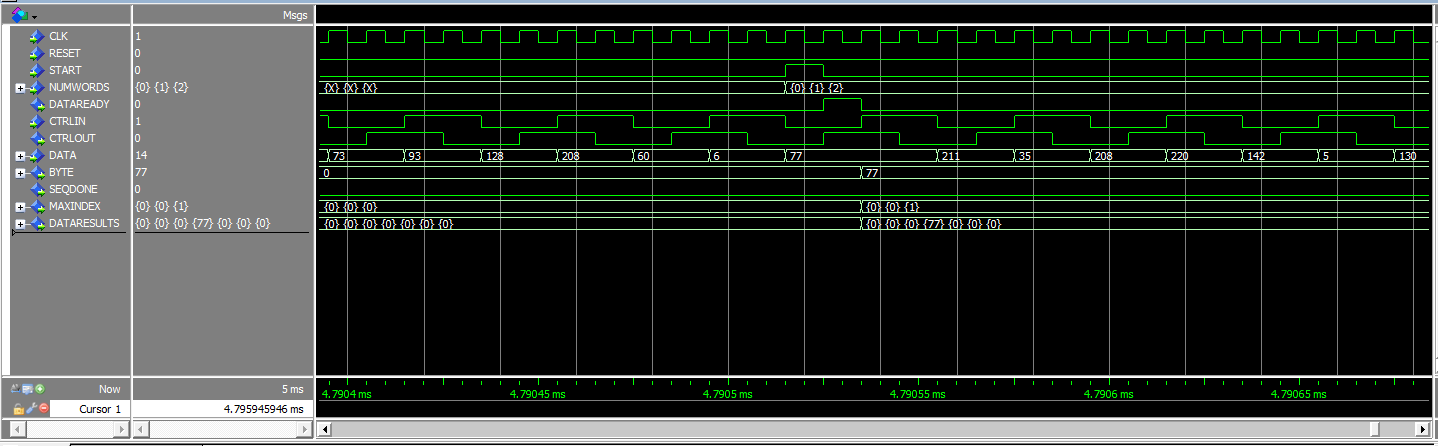 Msgs
CLK 1
RESET 0
START 0
NUMWORDS {0} {1} {2} {X} {X} {X} {0} {1} {2}
DATAREADY 0
CTRLIN 1
CTRLOUT 0
DATA 14 73 93 128 208 60 6 77 211 35 208 220 142 5 130
BYTE 77 0 77
SEQDONE 0
MAXINDEX {0} {0} {1} {0} {0} {0} {0} {0} {1}
DATARESULTS {0} {0} {0} {77} {0} {0} {0} {0} {0} {0} {0} {0} {0} {0} {0} {0} {0} {77} {0} {0} {0}
Now 5 ms 4.7904 ms 4.79045 ms 4.7905 ms 4.79055 ms 4.7906 ms 4.79065 ms
Cursor 1 4.795945946 ms